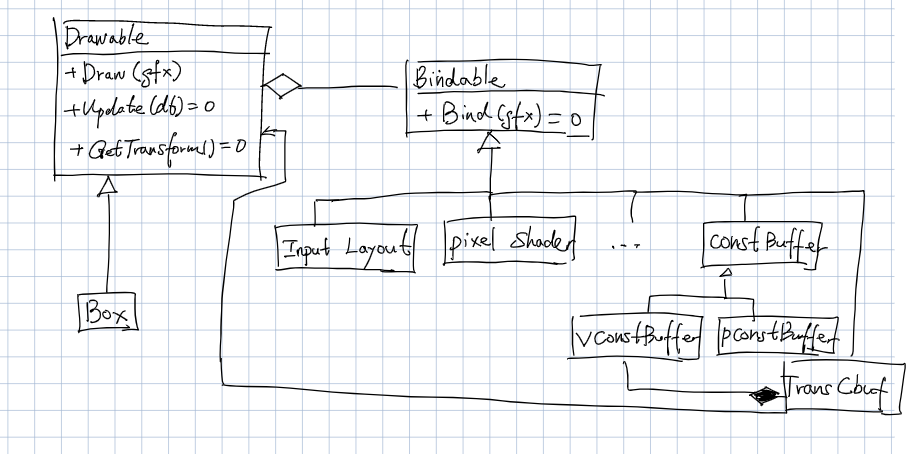 Drawable
+ Draw (gfx)
+ Update (dt) = 0
+ GetTransform() = 0
Bindable
+ Bind (gfx) = 0
Input Layout
pixel Shader
...
const Buffer
Box
VconstBuffer
pconstBuffer
Trans Cbuf